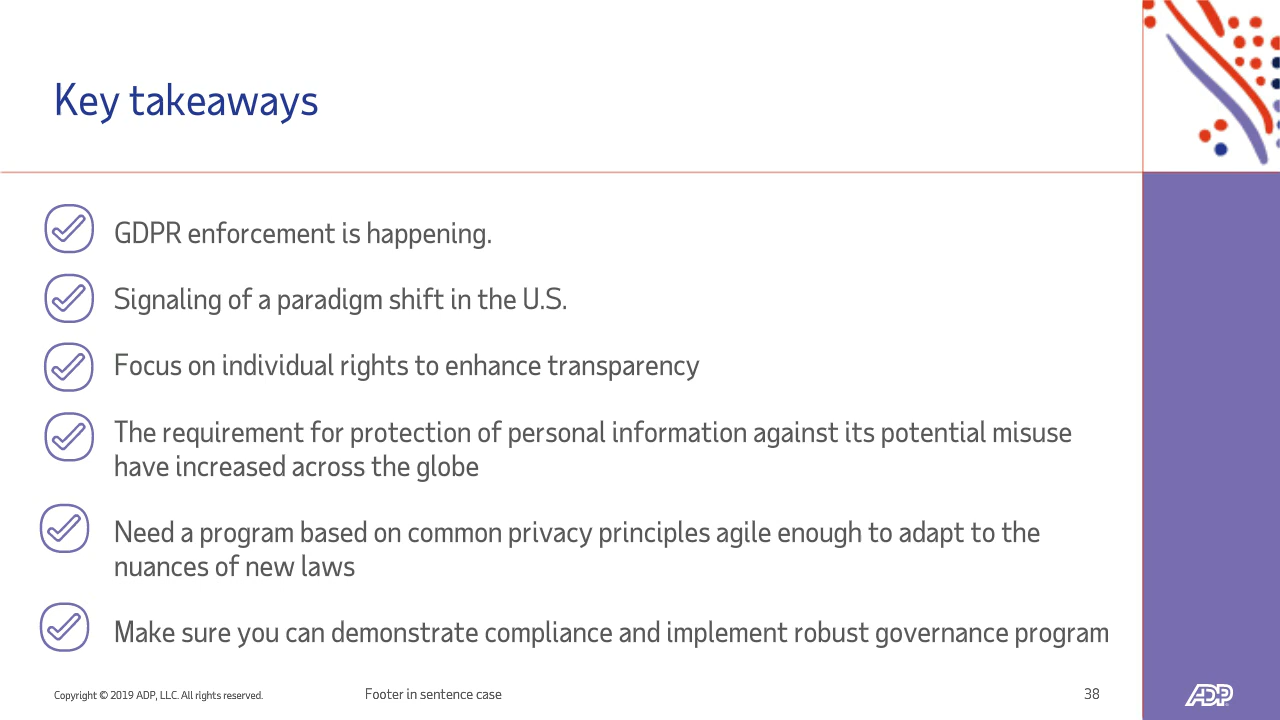 Key takeaways
GDPR enforcement is happening.
Signaling of a paradigm shift in the U.S.
Focus on individual rights to enhance transparency
The requirement for protection of personal information against its potential misuse
have increased across the globe
Need a program based on common privacy principles agile enough to adapt to the
nuances of new laws
Make sure you can demonstrate compliance and implement robust governance program
Copyright © 2019 ADP, LLC. All rights reserved.
Footer in sentence case
38
ADP